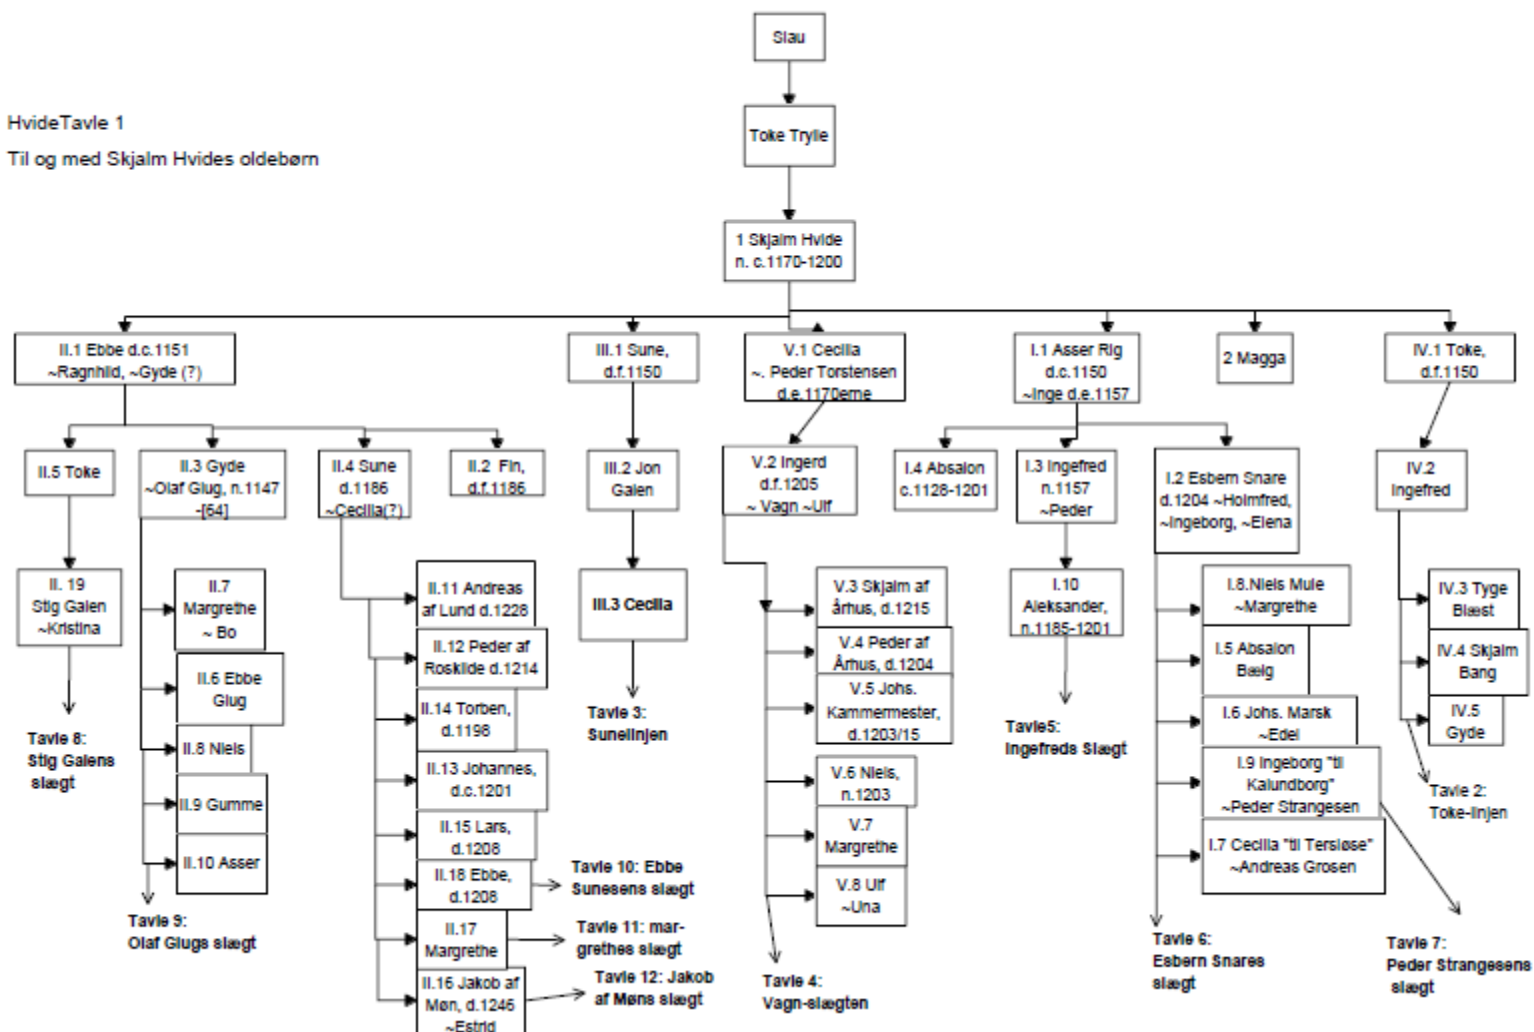 Slau
HvideTavle 1
Til og med Skjalm Hvides oldebørn
Toke Trylle
1 Skjalm Hvide
n. c.1170-1200
II.1 Ebbe d.c.1151
~Ragnhild, ~Gyde (?)
III.1 Sune,
d.f.1150
V.1 Cecilia
~. Peder Torstensen
d.e.1170erne
I.1 Asser Rig
d.c.1150
~Inge d.e.1157
2 Magga
IV.1 Toke,
d.f.1150
II.5 Toke
II.3 Gyde
~Olaf Glug, n.1147
-[64]
II.4 Sune
d.1186
~Cecilia(?)
II.2 Fin,
d.f.1186
III.2 Jon
Galen
V.2 Ingerd
d.f.1205
~ Vagn ~Ulf
I.4 Absalon
c.1128-1201
I.3 Ingefred
n.1157
~Peder
I.2 Esbern Snare
d.1204 ~Holmfred,
~Ingeborg, ~Elena
IV.2
Ingefred
II. 19
Stig Galen
~Kristina
Tavle 8:
Stig Galens
slægt
II.7
Margrethe
~ Bo
II.6 Ebbe
Glug
II.8 Niels
II.9 Gumme
II.10 Asser
Tavle 9:
Olaf Glugs slægt
II.11 Andreas
af Lund d.1228
II.12 Peder af
Roskilde d.1214
II.14 Torben,
d.1198
II.13 Johannes,
d.c.1201
II.15 Lars,
d.1208
II.18 Ebbe,
d.1208
II.17
Margrethe
II.16 Jakob af
Møn, d.1246
~Estrid
Tavle 10: Ebbe
Sunesens slægt
Tavle 11: mar-
grethes slægt
Tavle 12: Jakob
af Møns slægt
III.3 Cecilia
Tavle 3:
Sunelinjen
V.3 Skjalm af
århus, d.1215
V.4 Peder af
Århus, d.1204
V.5 Johs.
Kammermester,
d.1203/15
V.6 Niels,
n.1203
V.7
Margrethe
V.8 Ulf
~Una
Tavle 4:
Vagn-slægten
I.10
Aleksander,
n.1185-1201
Tavle5:
Ingefreds Slægt
I.8.Niels Mule
~Margrethe
I.5 Absalon
Bælg
I.6 Johs. Marsk
~Edel
I.9 Ingeborg "til
Kalundborg"
~Peder Strangesen
I.7 Cecilia "til Tersløse"
~Andreas Grosen
Tavle 6:
Esbern Snares
slægt
Tavle 7:
Peder Strangesens
slægt
IV.3 Tyge
Blæst
IV.4 Skjalm
Bang
IV.5
Gyde
Tavle 2:
Toke-linjen